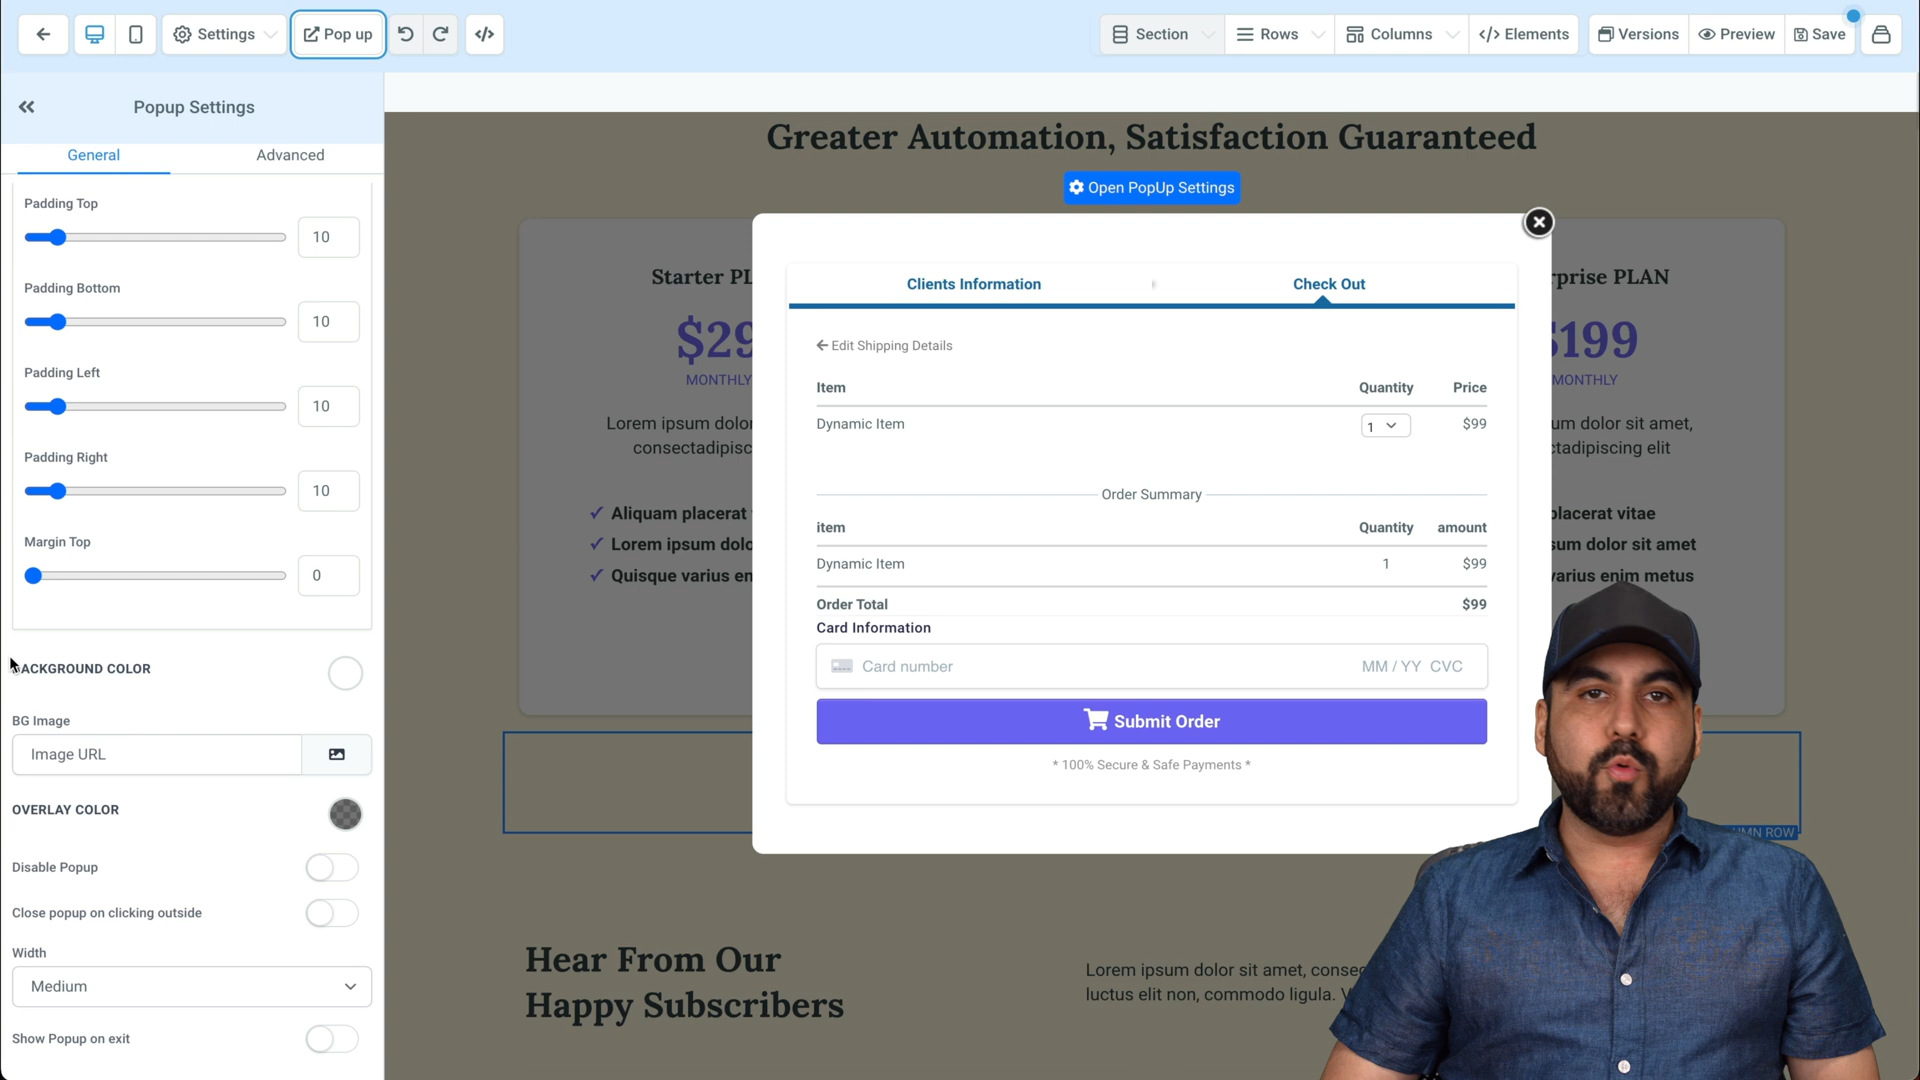 Settings
Pop up
Section
Rows
Columns
</> Elements
Versions
Preview
Save
Popup Settings
General
Advanced
Padding Top
10
Padding Bottom
10
Padding Left
10
Padding Right
10
Margin Top
0
BACKGROUND COLOR
BG Image
Image URL
OVERLAY COLOR
Disable Popup
Close popup on clicking outside
Width
Medium
Show Popup on exit
Greater Automation, Satisfaction Guaranteed
Open PopUp Settings
Starter PL
$29
MONTHLY
Lorem ipsum dolor
consectadipisc
Aliquam placerat
Lorem ipsum dolo
Quisque varius en
Clients Information
Check Out
Edit Shipping Details
Item Quantity Price
Dynamic Item 1 $99
Order Summary
item Quantity amount
Dynamic Item 1 $99
Order Total $99
Card Information
Card number MM / YY CVC
Submit Order
* 100% Secure & Safe Payments *
rprise PLAN
$199
MONTHLY
um dolor sit amet,
ctadipiscing elit
placerat vitae
sum dolor sit amet
varius enim metus
UMN ROW
Hear From Our
Happy Subscribers
Lorem ipsum dolor sit amet, consec
luctus elit non, commodo ligula. V